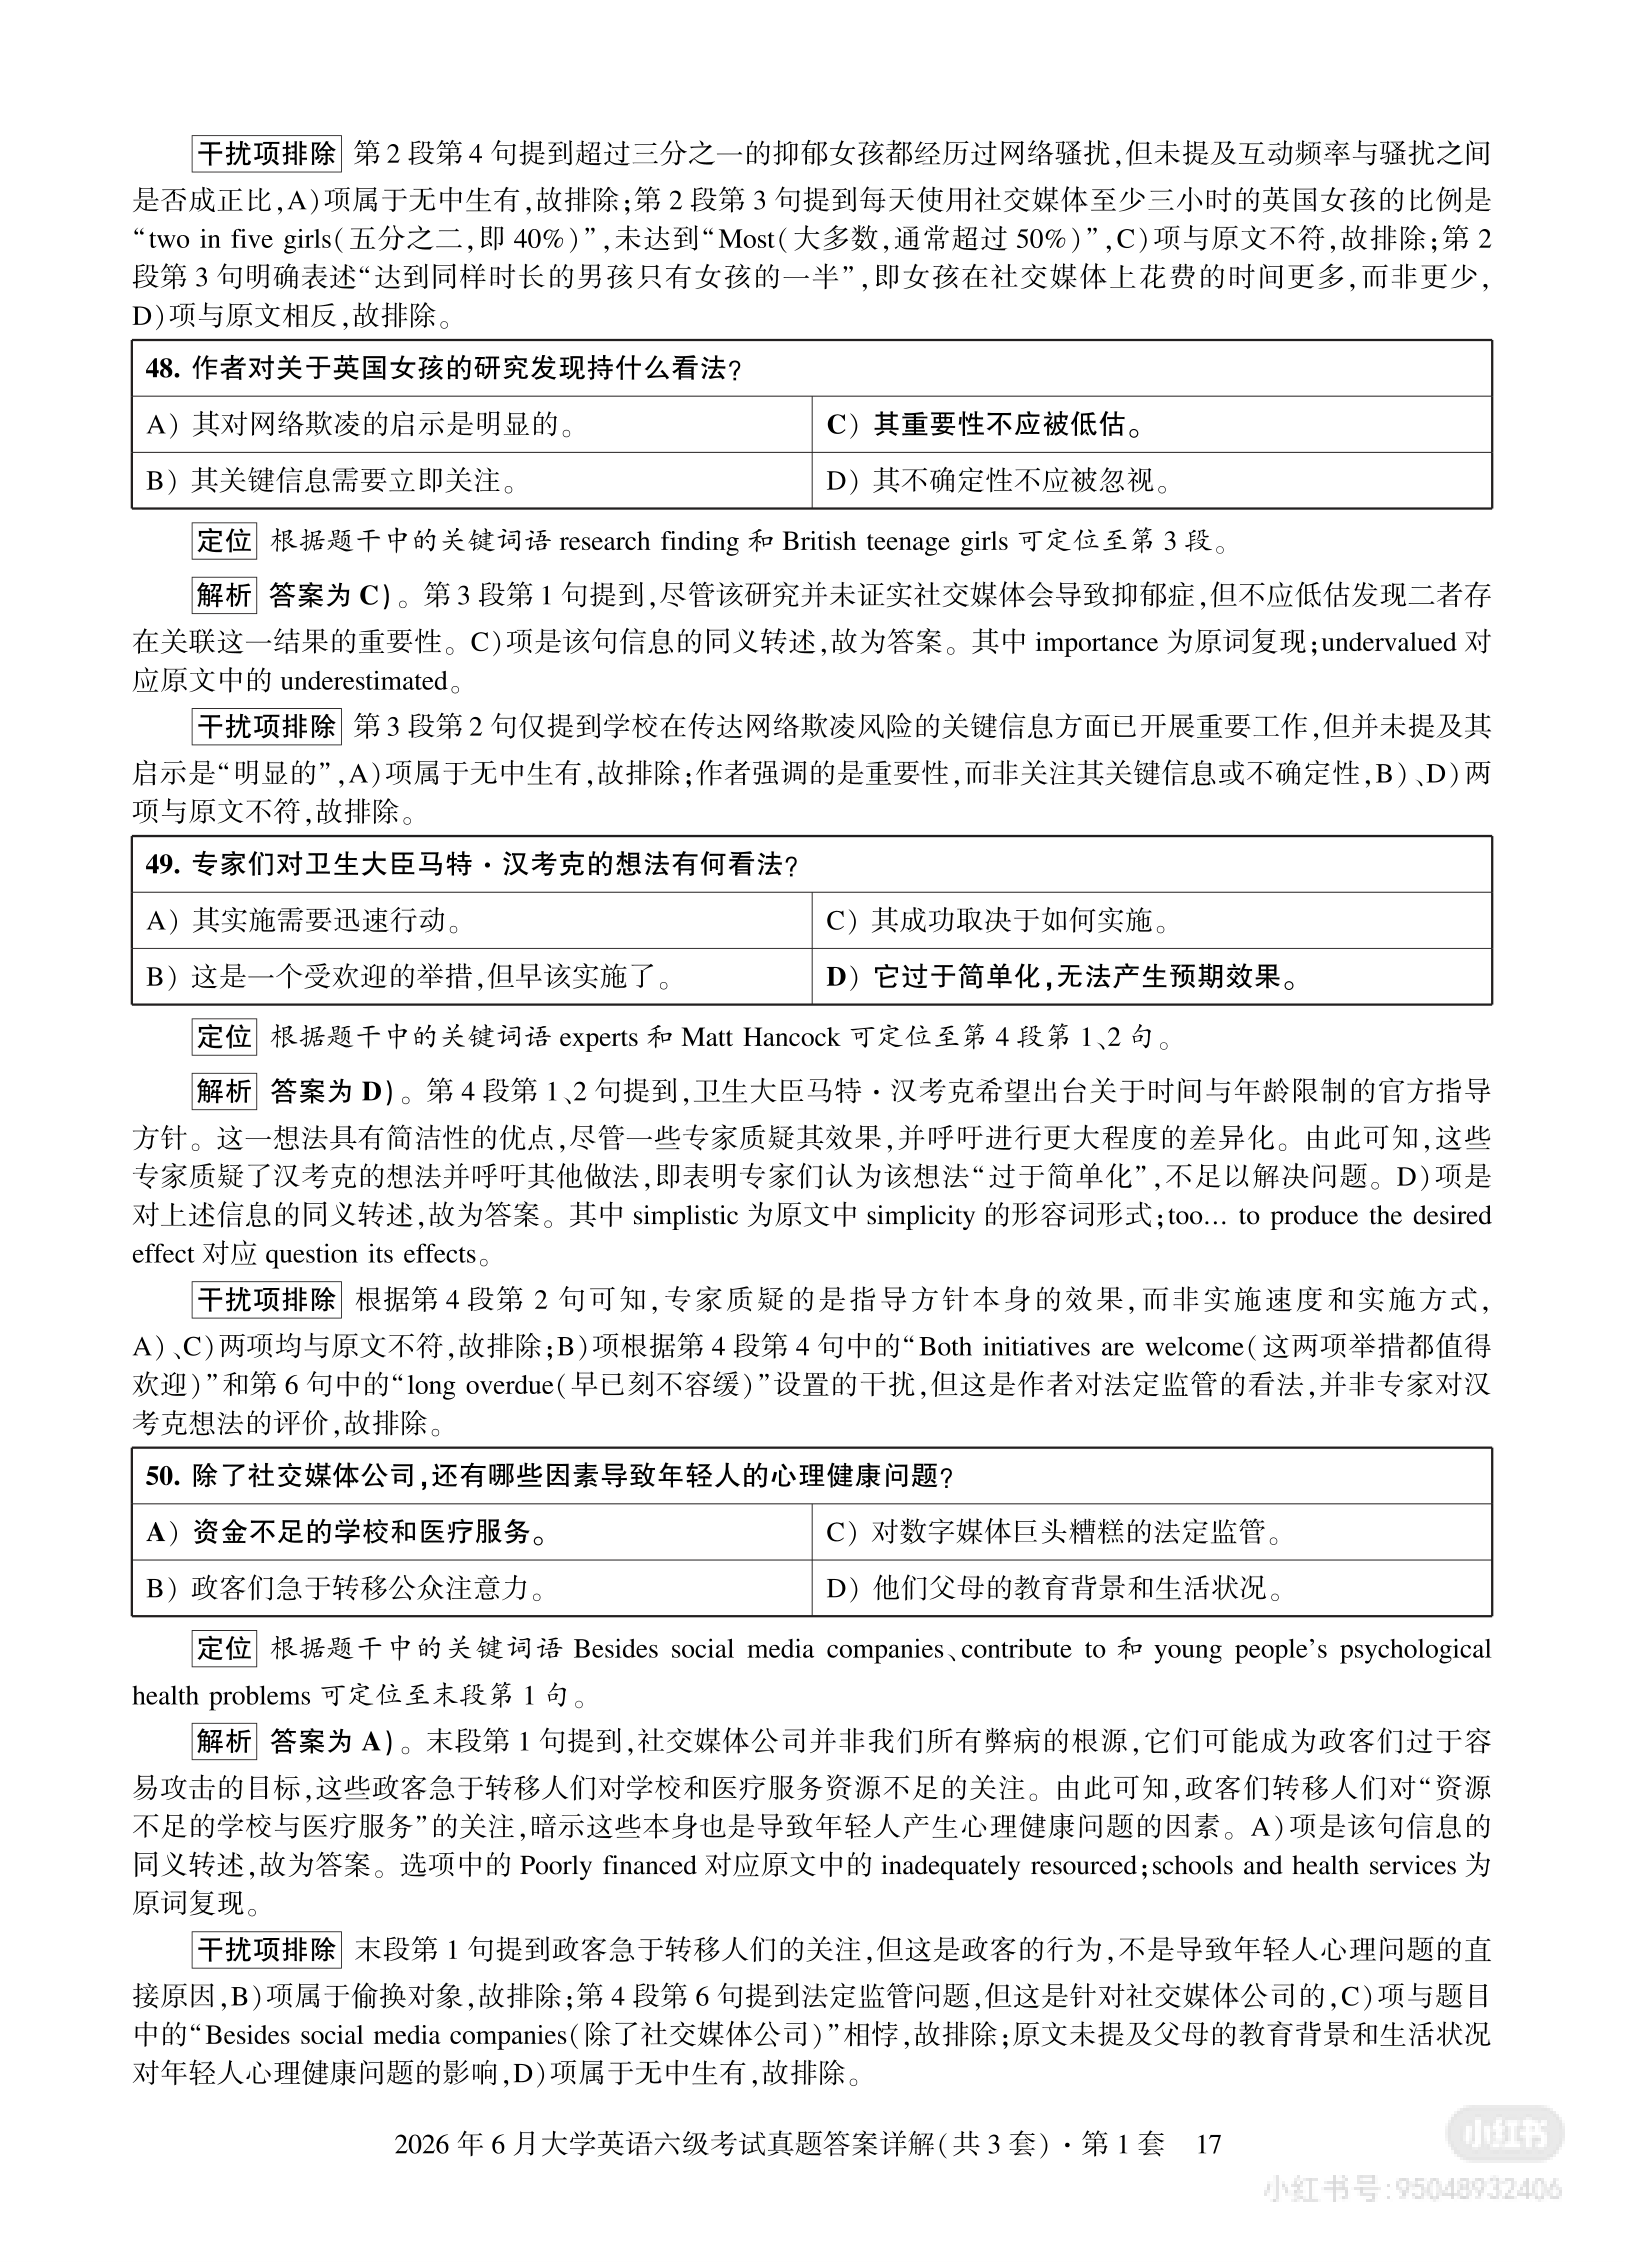 干扰项排除 第2段第4句提到超过三分之一的抑郁女孩都经历过网络骚扰,但未提及互动频率与骚扰之间
是否成正比,A)项属于无中生有,故排除;第2段第3句提到每天使用社交媒体至少三小时的英国女孩的比例是
“two in five girls(五分之二,即40%)”,未达到“Most(大多数,通常超过50%)”,C)项与原文不符,故排除;第2
段第3句明确表述“达到同样时长的男孩只有女孩的一半”,即女孩在社交媒体上花费的时间更多,而非更少,
D)项与原文相反,故排除。
48. 作者对关于英国女孩的研究发现持什么看法?
A) 其对网络欺凌的启示是明显的。
C) 其重要性不应被低估。
B) 其关键信息需要立即关注。
D) 其不确定性不应被忽视。
定位 根据题干中的关键词语 research finding 和 British teenage girls 可定位至第3段。
解析 答案为C)。第3段第1句提到,尽管该研究并未证实社交媒体会导致抑郁症,但不应低估发现二者存
在关联这一结果的重要性。C)项是该句信息的同义转述,故为答案。其中 importance 为原词复现;undervalued 对
应原文中的 underestimated。
干扰项排除 第3段第2句仅提到学校在传达网络欺凌风险的关键信息方面已开展重要工作,但并未提及其
启示是“明显的”,A)项属于无中生有,故排除;作者强调的是重要性,而非关注其关键信息或不确定性,B)、D)两
项与原文不符,故排除。
49. 专家们对卫生大臣马特·汉考克的想法有何看法?
A) 其实施需要迅速行动。
C) 其成功取决于如何实施。
B) 这是一个受欢迎的举措,但早该实施了。
D) 它过于简单化,无法产生预期效果。
定位 根据题干中的关键词语 experts 和 Matt Hancock 可定位至第4段第1、2句。
解析 答案为D)。第4段第1、2句提到,卫生大臣马特·汉考克希望出台关于时间与年龄限制的官方指导
方针。这一想法具有简洁性的优点,尽管一些专家质疑其效果,并呼吁进行更大程度的差异化。由此可知,这些
专家质疑了汉考克的想法并呼吁其他做法,即表明专家们认为该想法“过于简单化”,不足以解决问题。D)项是
对上述信息的同义转述,故为答案。其中 simplistic 为原文中 simplicity 的形容词形式;too... to produce the desired
effect 对应 question its effects。
干扰项排除 根据第4段第2句可知,专家质疑的是指导方针本身的效果,而非实施速度和实施方式,
A)、C)两项均与原文不符,故排除;B)项根据第4段第4句中的“Both initiatives are welcome(这两项举措都值得
欢迎)”和第6句中的“long overdue(早已刻不容缓)”设置的干扰,但这是作者对法定监管的看法,并非专家对汉
考克想法的评价,故排除。
50. 除了社交媒体公司,还有哪些因素导致年轻人的心理健康问题?
A) 资金不足的学校和医疗服务。
C) 对数字媒体巨头糟糕的法定监管。
B) 政客们急于转移公众注意力。
D) 他们父母的教育背景和生活状况。
定位 根据题干中的关键词语 Besides social media companies、contribute to 和 young people's psychological
health problems 可定位至末段第1句。
解析 答案为A)。末段第1句提到,社交媒体公司并非我们所有弊病的根源,它们可能成为政客们过于容
易攻击的目标,这些政客急于转移人们对学校和医疗服务资源不足的关注。由此可知,政客们转移人们对“资源
不足的学校与医疗服务”的关注,暗示这些本身也是导致年轻人产生心理健康问题的因素。A)项是该句信息的
同义转述,故为答案。选项中的 Poorly financed 对应原文中的 inadequately resourced;schools and health services 为
原词复现。
干扰项排除 末段第1句提到政客急于转移人们的关注,但这是政客的行为,不是导致年轻人心理问题的直
接原因,B)项属于偷换对象,故排除;第4段第6句提到法定监管问题,但这是针对社交媒体公司的,C)项与题目
中的“Besides social media companies(除了社交媒体公司)”相悖,故排除;原文未提及父母的教育背景和生活状况
对年轻人心理健康问题的影响,D)项属于无中生有,故排除。
2026年6月大学英语六级考试真题答案详解(共3套)·第1套 17
小红书
小红书号:95048932406